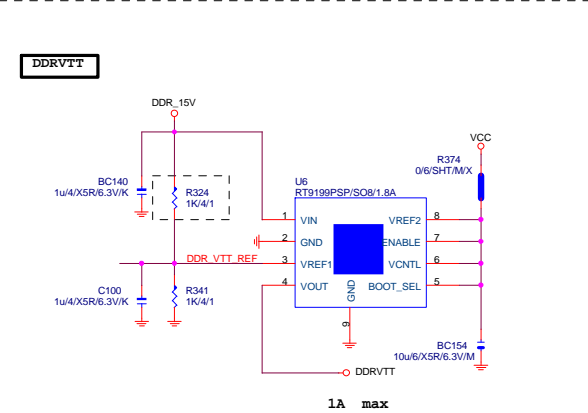 DDRVTT
DDR_15V
VCC
R374
0/6/SHT/M/X
BC140
1u/4/X5R/6.3V/K
R324
1K/4/1
U6
RT9199PSP/SO8/1.8A
1
VIN
VREF2
8
2
GND
ENABLE
7
DDR_VTT_REF
3
VREF1
VCNTL
6
4
VOUT
BOOT_SEL
5
GND
9
C100
1u/4/X5R/6.3V/K
R341
1K/4/1
BC154
10u/6/X5R/6.3V/M
DDRVTT
1A max